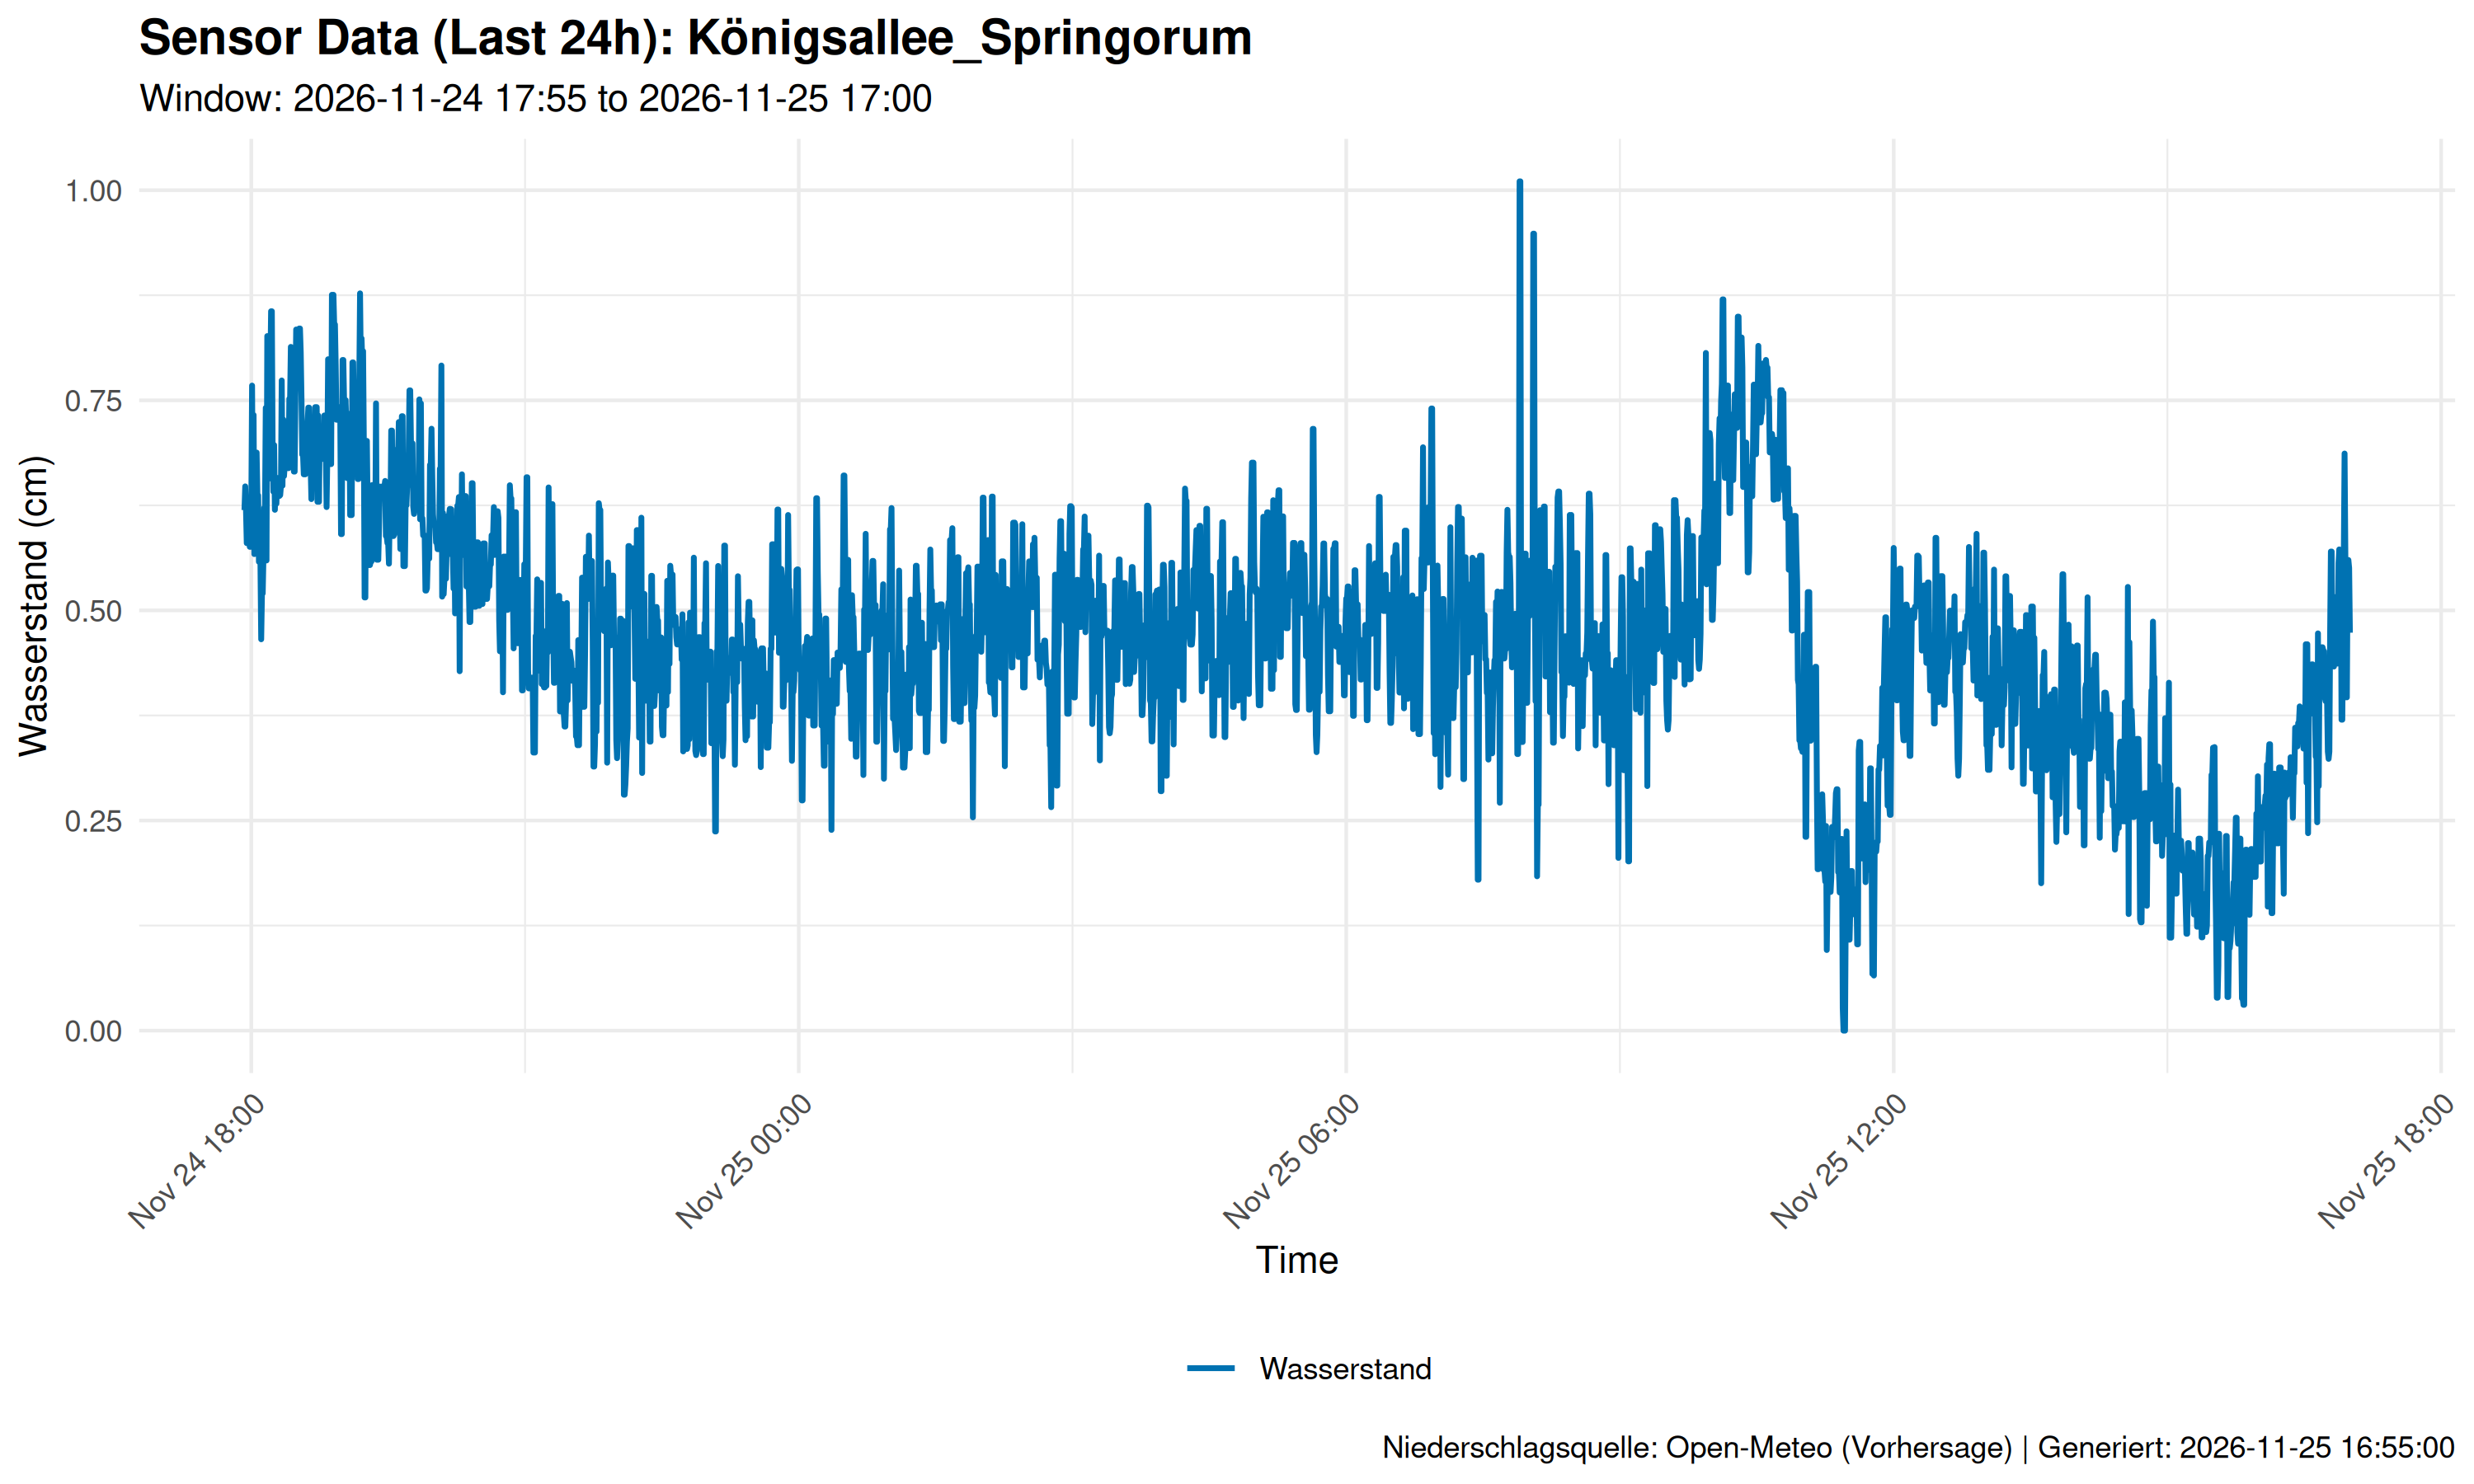 Sensor Data (Last 24h): Königsallee_Springorum
Window: 2026-11-24 17:55 to 2026-11-25 17:00
Wasserstand (cm)
1.00
0.75
0.50
0.25
0.00
Nov 24 18:00
Nov 25 00:00
Nov 25 06:00
Nov 25 12:00
Nov 25 18:00
Time
Wasserstand
Niederschlagsquelle: Open-Meteo (Vorhersage) | Generiert: 2026-11-25 16:55:00